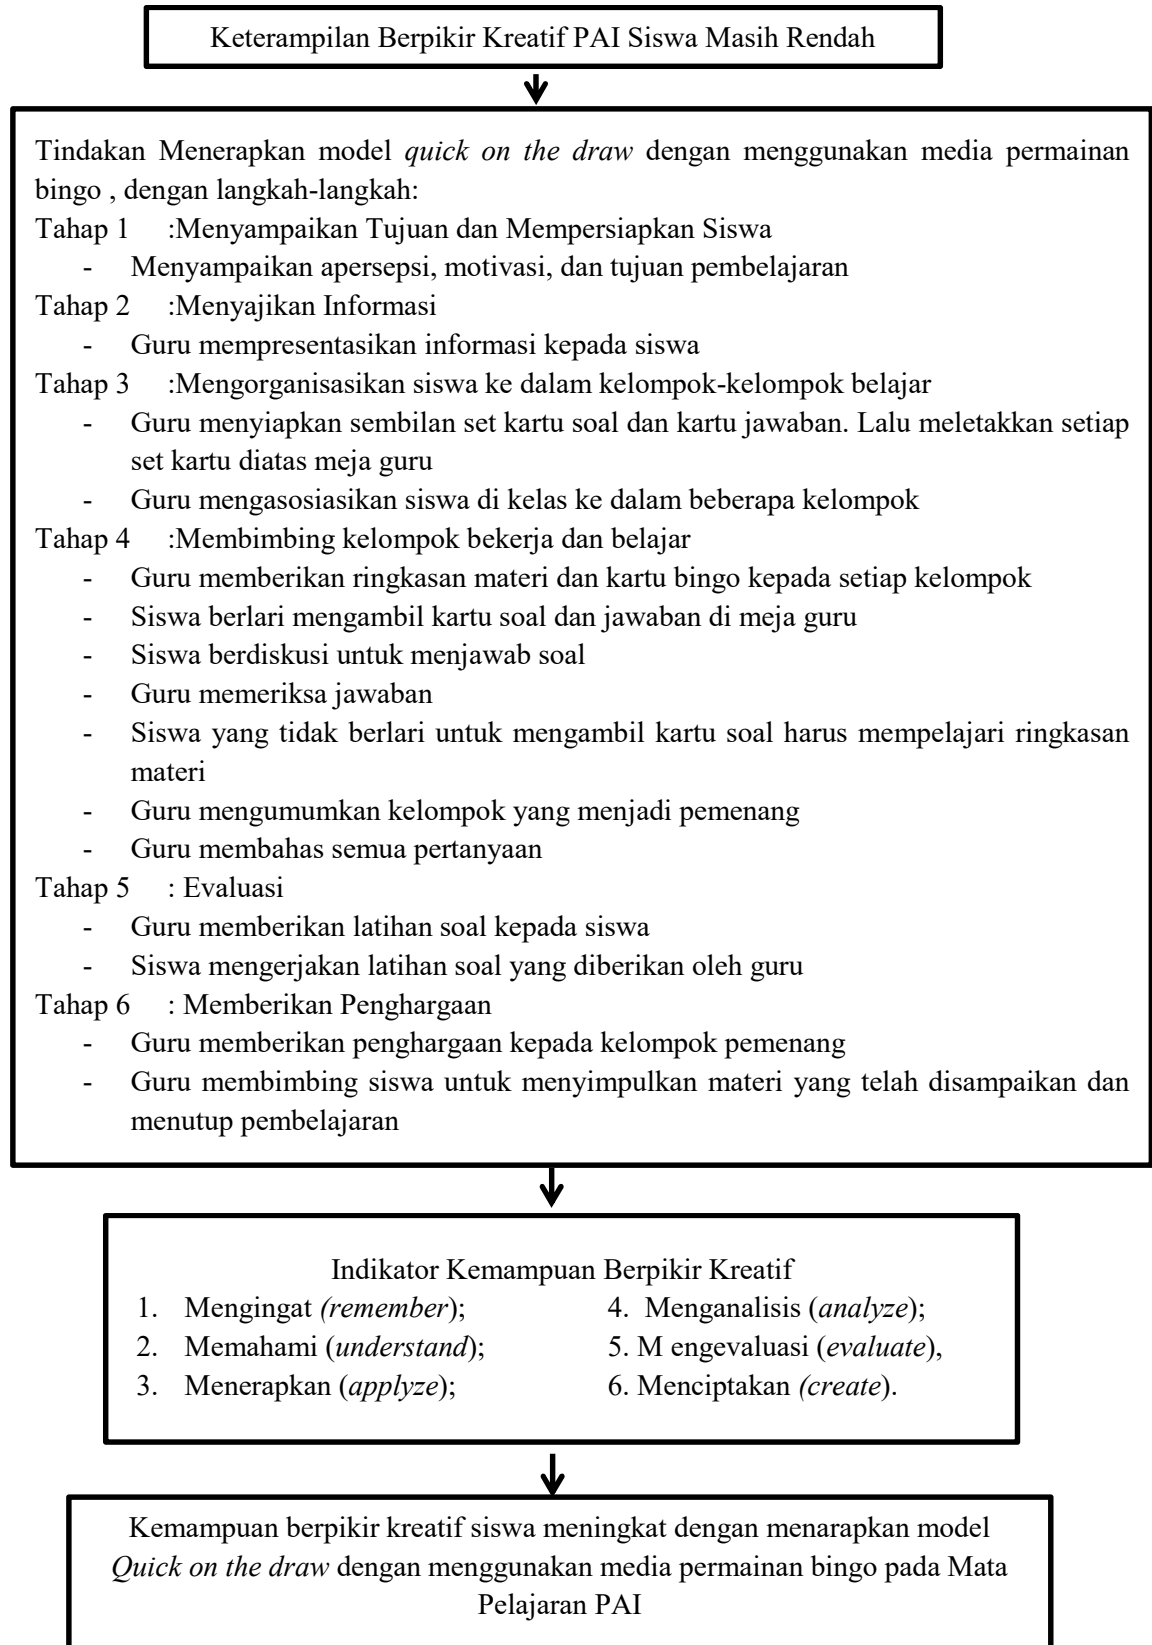 Keterampilan Berpikir Kreatif PAI Siswa Masih Rendah
Tindakan Menerapkan model quick on the draw dengan menggunakan media permainan
bingo , dengan langkah-langkah:
Tahap 1 :Menyampaikan Tujuan dan Mempersiapkan Siswa
- Menyampaikan apersepsi, motivasi, dan tujuan pembelajaran
Tahap 2 :Menyajikan Informasi
- Guru mempresentasikan informasi kepada siswa
Tahap 3 :Mengorganisasikan siswa ke dalam kelompok-kelompok belajar
- Guru menyiapkan sembilan set kartu soal dan kartu jawaban. Lalu meletakkan setiap
set kartu diatas meja guru
- Guru mengasosiasikan siswa di kelas ke dalam beberapa kelompok
Tahap 4 :Membimbing kelompok bekerja dan belajar
- Guru memberikan ringkasan materi dan kartu bingo kepada setiap kelompok
- Siswa berlari mengambil kartu soal dan jawaban di meja guru
- Siswa berdiskusi untuk menjawab soal
- Guru memeriksa jawaban
- Siswa yang tidak berlari untuk mengambil kartu soal harus mempelajari ringkasan
materi
- Guru mengumumkan kelompok yang menjadi pemenang
- Guru membahas semua pertanyaan
Tahap 5 : Evaluasi
- Guru memberikan latihan soal kepada siswa
- Siswa mengerjakan latihan soal yang diberikan oleh guru
Tahap 6 : Memberikan Penghargaan
- Guru memberikan penghargaan kepada kelompok pemenang
- Guru membimbing siswa untuk menyimpulkan materi yang telah disampaikan dan
menutup pembelajaran
Indikator Kemampuan Berpikir Kreatif
1. Mengingat (remember); 4. Menganalisis (analyze);
2. Memahami (understand); 5. M engevaluasi (evaluate),
3. Menerapkan (applyze); 6. Menciptakan (create).
Kemampuan berpikir kreatif siswa meningkat dengan menarapkan model
Quick on the draw dengan menggunakan media permainan bingo pada Mata
Pelajaran PAI